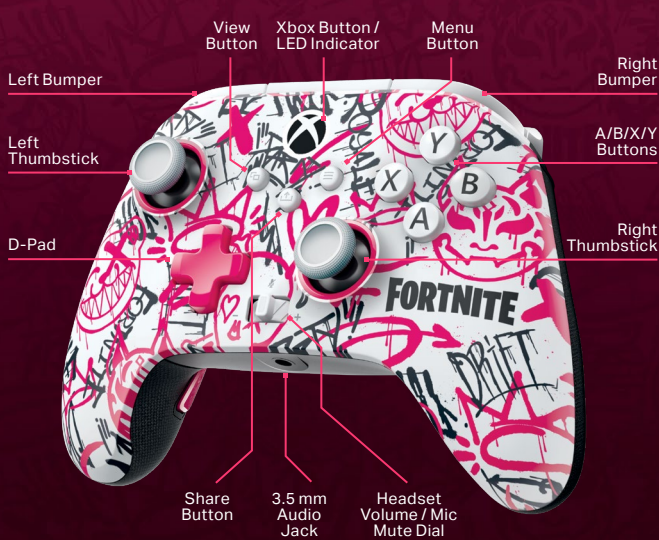 View
Button
Xbox Button /
LED Indicator
Menu
Button
Left Bumper
Right
Bumper
Left
Thumbstick
A/B/X/Y
Buttons
Y
X
B
A
D-Pad
Right
Thumbstick
FORTNITE
DRIFT
Share
Button
3.5 mm
Audio
Jack
Headset
Volume / Mic
Mute Dial